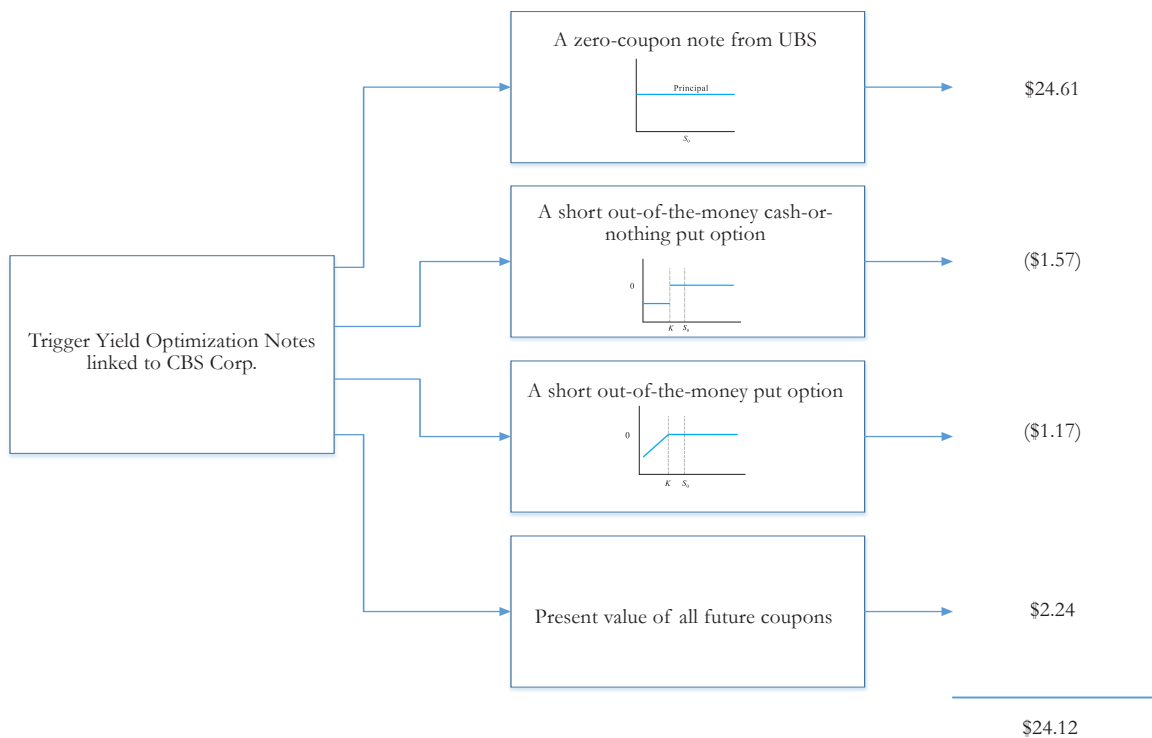 A zero-coupon note from UBS
Principal
S₀
$24.61
A short out-of-the-money cash-or-
nothing put option
0
K
S₀
($1.57)
Trigger Yield Optimization Notes
linked to CBS Corp.
A short out-of-the-money put option
0
K
S₀
($1.17)
Present value of all future coupons
$2.24
$24.12